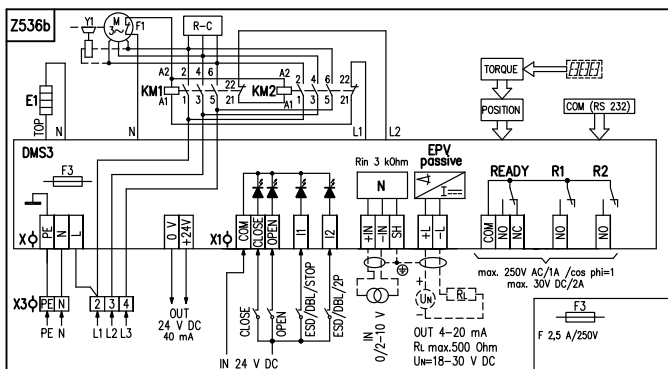 Z536b
Y1
M
3~
F1
R-C
A2
2 4 6
22
KM1
A1
1 3 5
21
A2
2 4 6
22
KM2
A1
1 3 5
21
TORQUE
POSITION
COM (RS 232)
E1
TOP
N
N
L1
L2
DMS3
F3
Rin 3 kOhm
N
EPV
passive
I
READY
R1
R2
X
PE
N
L
0 V
+24V
X1
COM
CLOSE
OPEN
I1
I2
+IN
-IN
SH
+L
-L
COM
NO
NC
NO
NO
max. 250V AC/1A /cos phi=1
max. 30V DC/2A
X3
PE N
2 3 4
PE N
L1 L2 L3
OUT
24 V DC
40 mA
CLOSE
OPEN
ESD/DBL/STOP
ESD/DBL/2P
IN 24 V DC
IN
0/2-10 V
+
UN
-
RL
OUT 4-20 mA
RL max.500 Ohm
UN=18-30 V DC
F3
F 2,5 A/250V